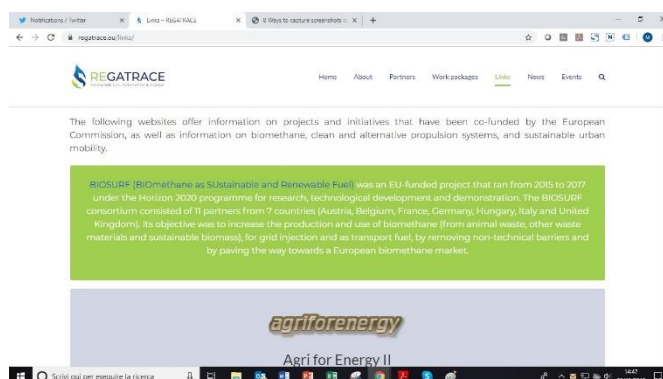 Notifications / Twitter
Links – REGATRACE
8 Ways to capture screenshots o
regatrace.eu/links/
REGATRACE
Home About Partners Work packages Links News Events
The following websites offer information on projects and initiatives that have been co-funded by the European
Commission, as well as information on biomethane, clean and alternative propulsion systems, and sustainable urban
mobility.
BIOSURF (BIOmethane as SUstainable and Renewable Fuel) was an EU-funded project that ran from 2015 to 2017
under the Horizon 2020 programme for research, technological development and demonstration. The BIOSURF
consortium consisted of 11 partners from 7 countries (Austria, Belgium, France, Germany, Hungary, Italy and United
Kingdom). Its objective was to increase the production and use of biomethane (from animal waste, other waste
materials and sustainable biomass), for grid injection and as transport fuel, by removing non-technical barriers and
by paving the way towards a European biomethane market.
agriforenergy
Agri for Energy II
Scrivi qui per eseguire la ricerca
14:47